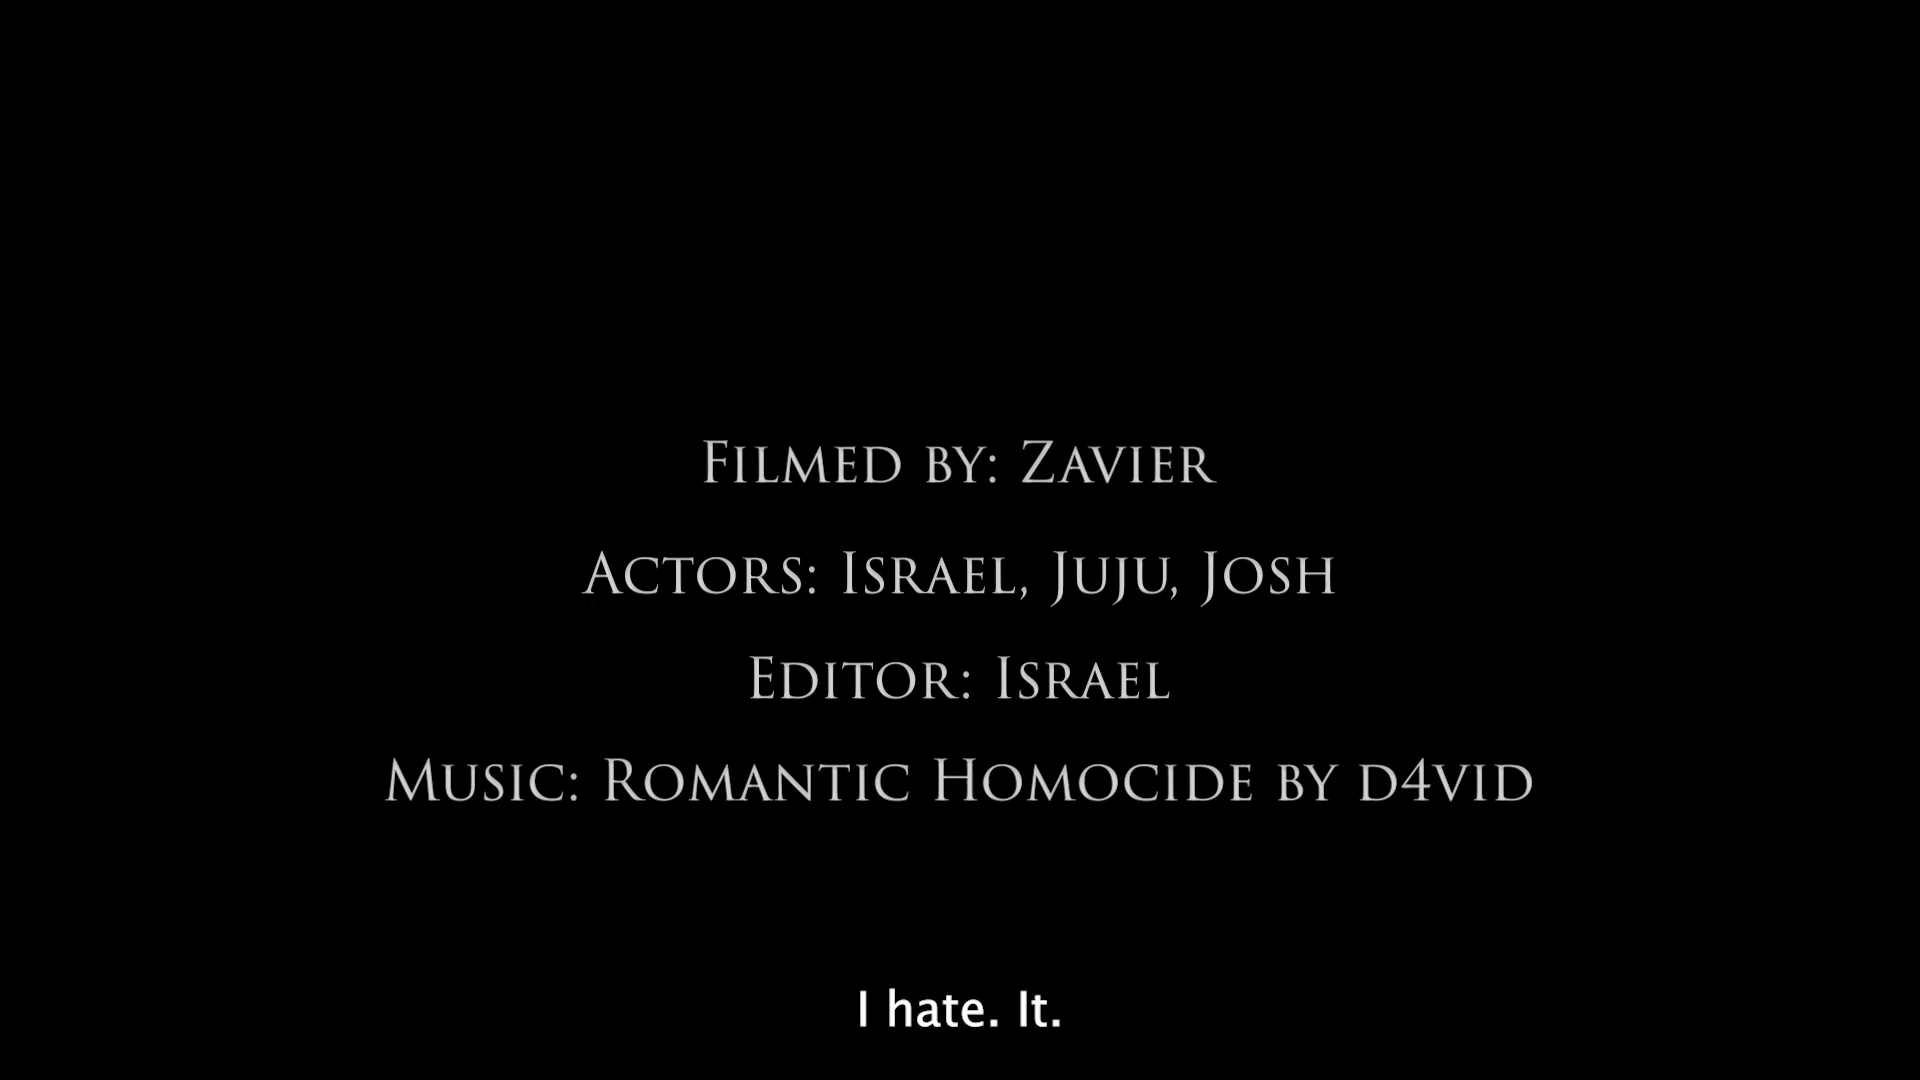 Filmed by: Zavier
Actors: Israel, Juju, Josh
Editor: Israel
Music: Romantic Homocide by d4vid
I hate. It.